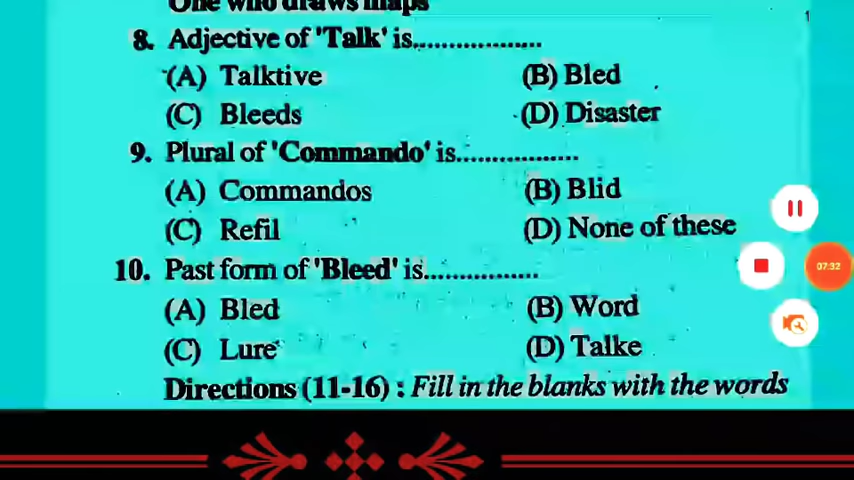 One who draws maps
1
8. Adjective of 'Talk' is..................
(A) Talktive (B) Bled
(C) Bleeds (D) Disaster
9. Plural of 'Commando' is.................
(A) Commandos (B) Blid
(C) Refil (D) None of these
10. Past form of 'Bleed' is................
(A) Bled (B) Word
(C) Lure (D) Talke
Directions (11-16) : Fill in the blanks with the words
07:32